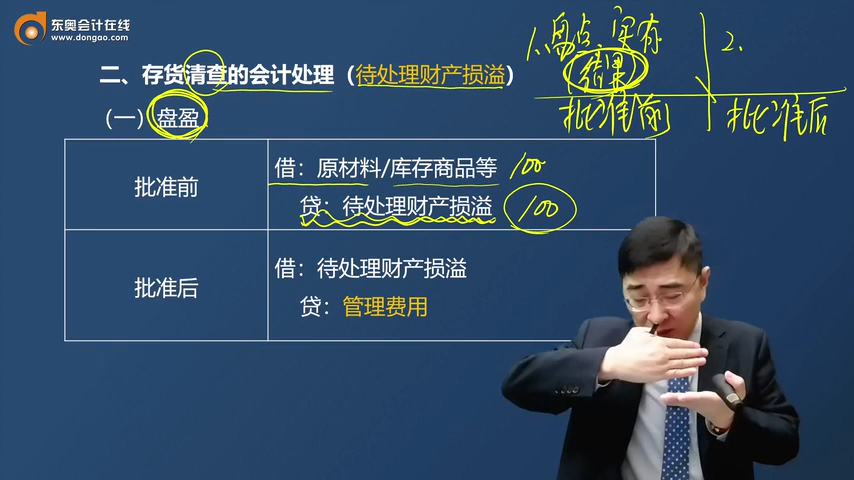 东奥会计在线
www.dongao.com
1.盘点 实存 2.
结果
批准前 批准后
二、存货清查的会计处理（待处理财产损溢）
（一）盘盈
批准前
借：原材料/库存商品等 100
贷：待处理财产损溢 100
批准后
借：待处理财产损溢
贷：管理费用